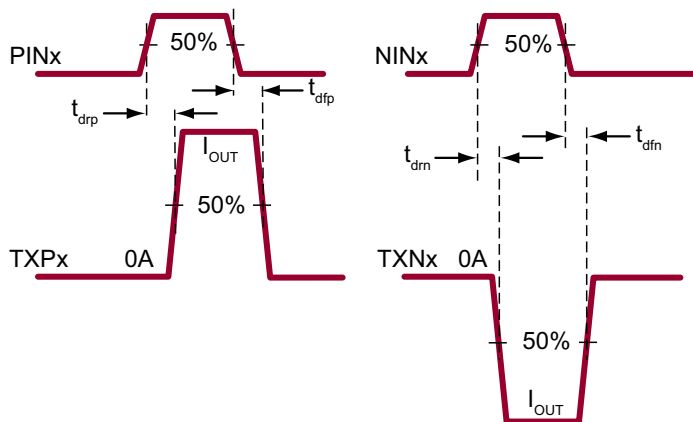 PINx 50%
t_drp t_dfp
I_OUT
50%
TXPx 0A
NINx 50%
t_drn t_dfn
TXNx 0A
50%
I_OUT